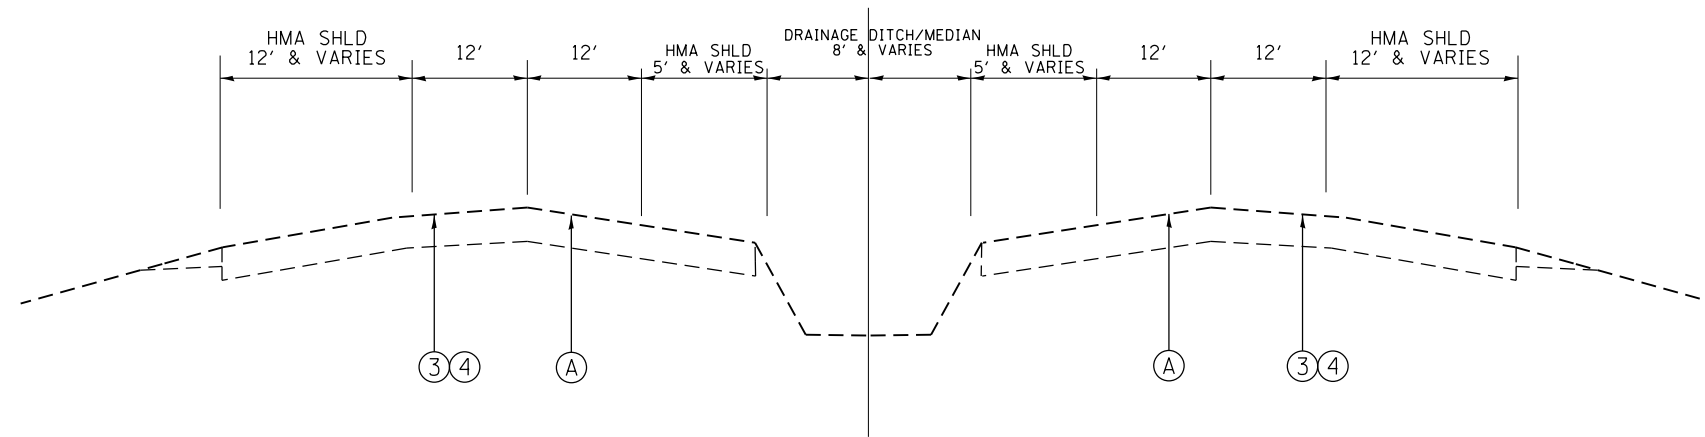 HMA SHLD
12' & VARIES
12'
12'
HMA SHLD
5' & VARIES
DRAINAGE DITCH/MEDIAN
8' & VARIES
HMA SHLD
5' & VARIES
12'
12'
HMA SHLD
12' & VARIES
3 4
A
A
3 4